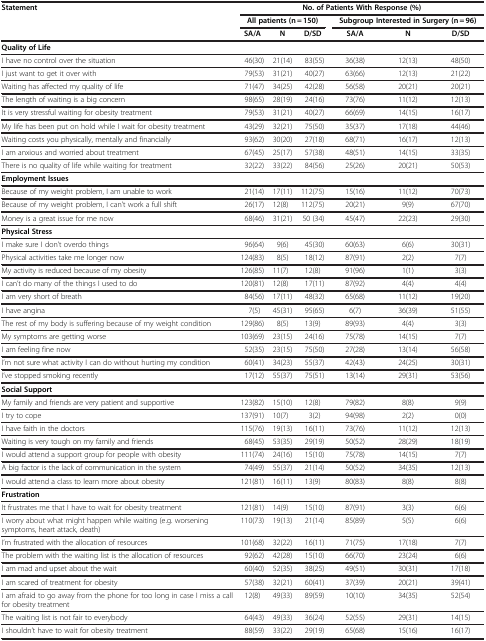 Statement No. of Patients With Response (%)
All patients (n = 150) Subgroup Interested in Surgery (n = 96)
SA/A N D/SD SA/A N D/SD
Quality of Life
I have no control over the situation 46(30) 21(14) 83(55) 36(38) 12(13) 48(50)
I just want to get it over with 79(53) 31(21) 40(27) 63(66) 12(13) 21(22)
Waiting has affected my quality of life 71(47) 34(25) 42(28) 56(58) 20(21) 20(21)
The length of waiting is a big concern 98(65) 28(19) 24(16) 73(76) 11(12) 12(13)
It is very stressful waiting for obesity treatment 79(53) 31(21) 40(27) 66(69) 14(15) 16(17)
My life has been put on hold while I wait for obesity treatment 43(29) 32(21) 75(50) 35(37) 17(18) 44(46)
Waiting costs you physically, mentally and financially 93(62) 30(20) 27(18) 68(71) 16(17) 12(13)
I am anxious and worried about treatment 67(45) 25(17) 57(38) 48(51) 14(15) 33(35)
There is no quality of life while waiting for treatment 32(22) 33(22) 84(56) 25(26) 20(21) 50(53)
Employment Issues
Because of my weight problem, I am unable to work 21(14) 17(11) 112(75) 15(16) 11(12) 70(73)
Because of my weight problem, I can't work a full shift 26(17) 12(8) 112(75) 20(21) 9(9) 67(70)
Money is a great issue for me now 68(46) 31(21) 50 (34) 45(47) 22(23) 29(30)
Physical Stress
I make sure I don't overdo things 96(64) 9(6) 45(30) 60(63) 6(6) 30(31)
Physical activities take me longer now 124(83) 8(5) 18(12) 87(91) 2(2) 7(7)
My activity is reduced because of my obesity 126(85) 11(7) 12(8) 91(96) 1(1) 3(3)
I can't do many of the things I used to do 120(81) 12(8) 17(11) 87(92) 4(4) 4(4)
I am very short of breath 84(56) 17(11) 48(32) 65(68) 11(12) 19(20)
I have angina 7(5) 45(31) 95(65) 6(7) 36(39) 51(55)
The rest of my body is suffering because of my weight condition 129(86) 8(5) 13(9) 89(93) 4(4) 3(3)
My symptoms are getting worse 103(69) 23(15) 24(16) 75(78) 14(15) 7(7)
I am feeling fine now 52(35) 23(15) 75(50) 27(28) 13(14) 56(58)
I'm not sure what activity I can do without hurting my condition 60(41) 34(23) 55(37) 42(43) 24(25) 30(31)
I've stopped smoking recently 17(12) 55(37) 75(51) 13(14) 29(31) 53(56)
Social Support
My family and friends are very patient and supportive 123(82) 15(10) 12(8) 79(82) 8(8) 9(9)
I try to cope 137(91) 10(7) 3(2) 94(98) 2(2) 0(0)
I have faith in the doctors 115(76) 19(13) 16(11) 73(76) 11(12) 12(13)
Waiting is very tough on my family and friends 68(45) 53(35) 29(19) 50(52) 28(29) 18(19)
I would attend a support group for people with obesity 111(74) 24(16) 15(10) 75(78) 14(15) 7(7)
A big factor is the lack of communication in the system 74(49) 55(37) 21(14) 50(52) 34(35) 12(13)
I would attend a class to learn more about obesity 121(81) 16(11) 13(9) 80(83) 8(8) 8(8)
Frustration
It frustrates me that I have to wait for obesity treatment 121(81) 14(9) 15(10) 87(91) 3(3) 6(6)
I worry about what might happen while waiting (e.g. worsening 110(73) 19(13) 21(14) 85(89) 5(5) 6(6)
symptoms, heart attack, death)
I'm frustrated with the allocation of resources 101(68) 32(22) 16(11) 71(75) 17(18) 7(7)
The problem with the waiting list is the allocation of resources 92(62) 42(28) 15(10) 66(70) 23(24) 6(6)
I am mad and upset about the wait 60(40) 52(35) 38(25) 49(51) 30(31) 17(18)
I am scared of treatment for obesity 57(38) 32(21) 60(41) 37(39) 20(21) 39(41)
I am afraid to go away from the phone for too long in case I miss a call 12(8) 49(33) 89(59) 10(10) 34(35) 52(54)
for obesity treatment
The waiting list is not fair to everybody 64(43) 49(33) 36(24) 52(55) 29(31) 14(15)
I shouldn't have to wait for obesity treatment 88(59) 33(22) 29(19) 65(68) 15(16) 16(17)